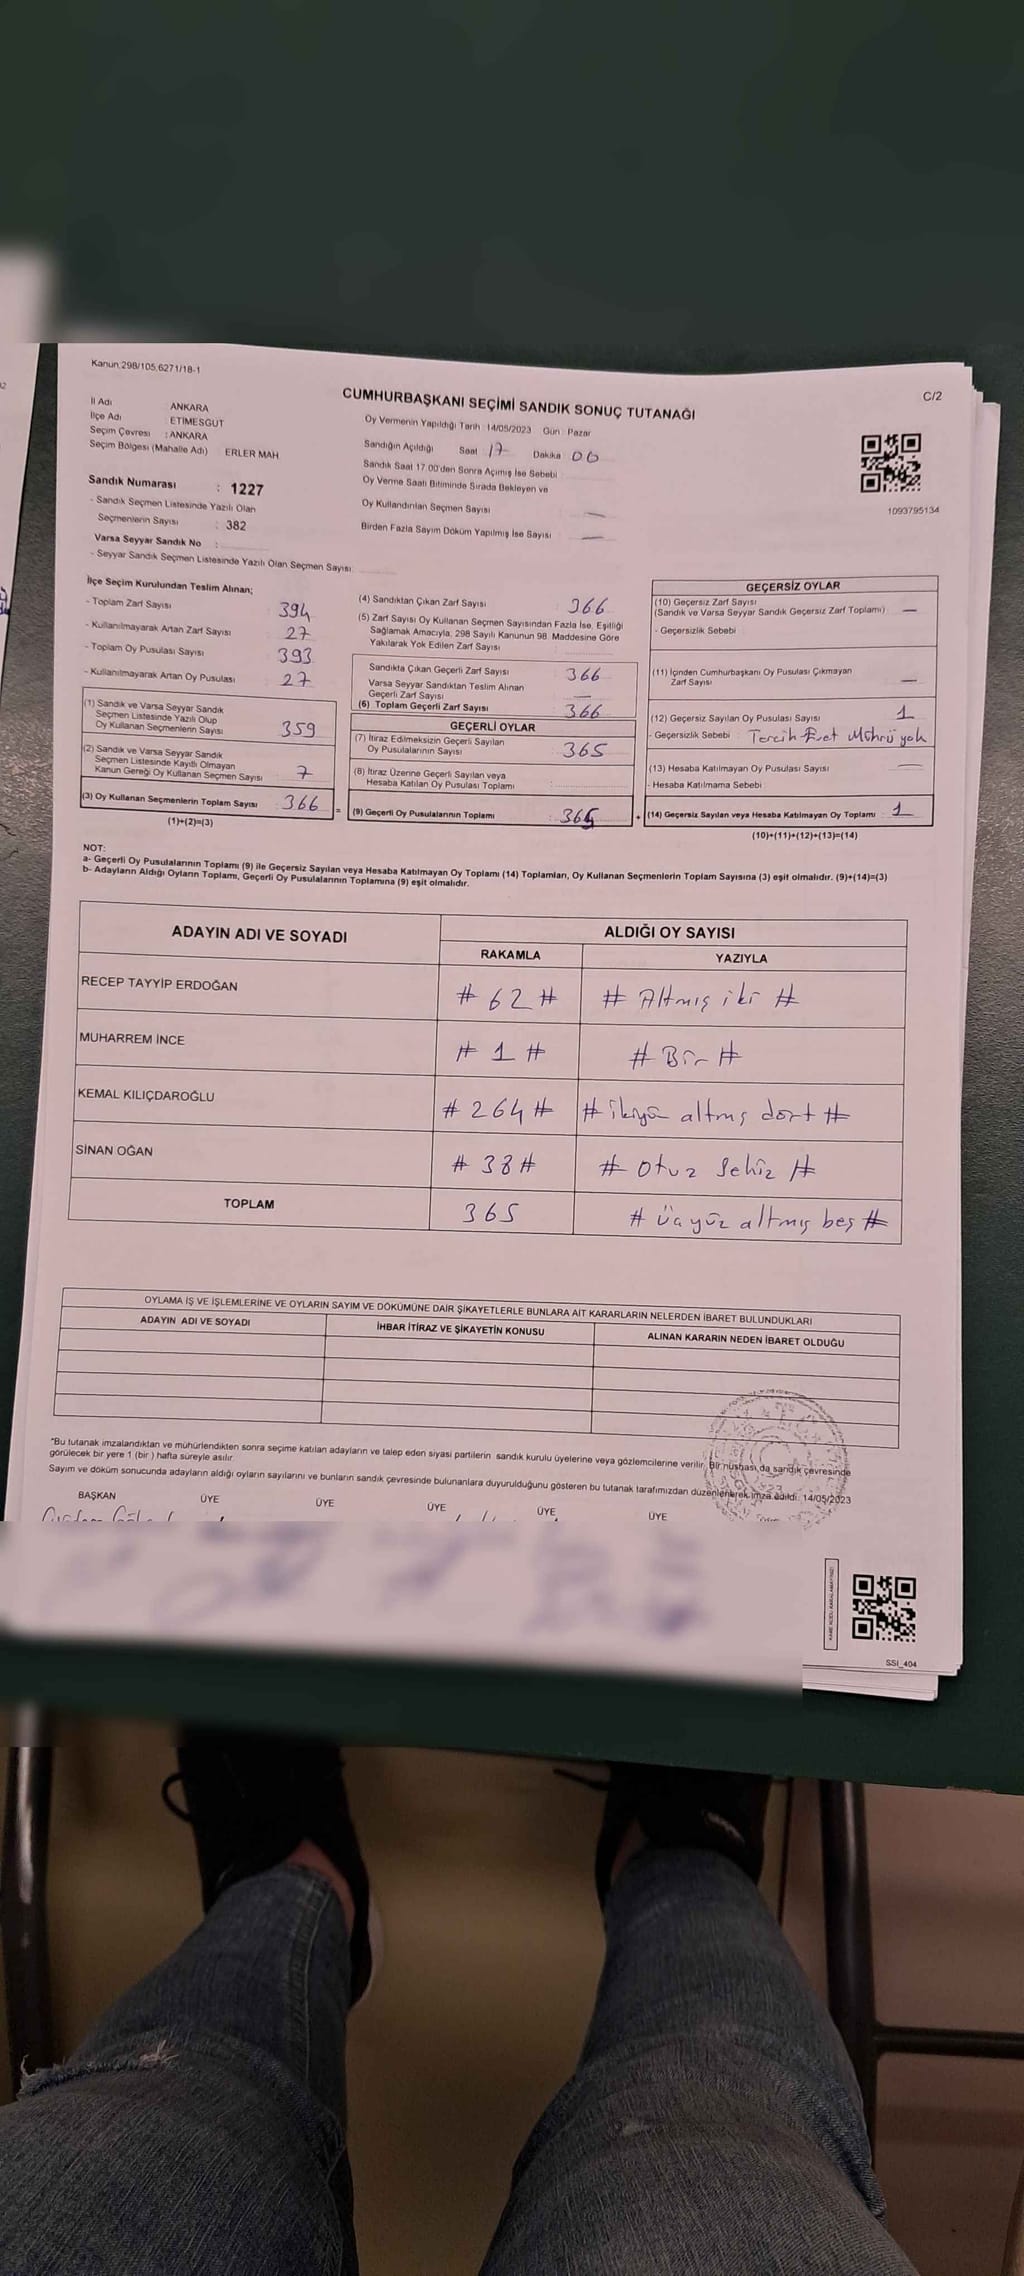 Kanun 298/105,6271/18-1
C/2
CUMHURBAŞKANI SEÇİMİ SANDIK SONUÇ TUTANAĞI
İl Adı ANKARA
İlçe Adı ETİMESGUT
Seçim Çevresi : ANKARA
Seçim Bölgesi (Mahalle Adı) ERLER MAH
Oy Vermenin Yapıldığı Tarih : 14/05/2023 Gün : Pazar
Sandığın Açıldığı Saat 17 Dakika 00
Sandık Saat 17.00'den Sonra Açılmış İse Sebebi
Oy Verme Saati Bitiminde Sırada Bekleyen ve
Oy Kullandırılan Seçmen Sayısı —
Birden Fazla Sayım Döküm Yapılmış İse Sayısı —
1093795134
Sandık Numarası : 1227
- Sandık Seçmen Listesinde Yazılı Olan
Seçmenlerin Sayısı : 382
Varsa Seyyar Sandık No :
- Seyyar Sandık Seçmen Listesinde Yazılı Olan Seçmen Sayısı:
İlçe Seçim Kurulundan Teslim Alınan;
- Toplam Zarf Sayısı 394
- Kullanılmayarak Artan Zarf Sayısı 27
- Toplam Oy Pusulası Sayısı 393
- Kullanılmayarak Artan Oy Pusulası 27
(1) Sandık ve Varsa Seyyar Sandık
Seçmen Listesinde Yazılı Olup
Oy Kullanan Seçmenlerin Sayısı 359
(2) Sandık ve Varsa Seyyar Sandık
Seçmen Listesinde Kayıtlı Olmayan
Kanun Gereği Oy Kullanan Seçmen Sayısı 7
(3) Oy Kullanan Seçmenlerin Toplam Sayısı 366 =
(1)+(2)=(3)
(4) Sandıktan Çıkan Zarf Sayısı 366
(5) Zarf Sayısı Oy Kullanan Seçmen Sayısından Fazla İse, Eşitliği
Sağlamak Amacıyla, 298 Sayılı Kanunun 98. Maddesine Göre
Yakılarak Yok Edilen Zarf Sayısı
Sandıkta Çıkan Geçerli Zarf Sayısı 366
Varsa Seyyar Sandıktan Teslim Alınan
Geçerli Zarf Sayısı —
(6) Toplam Geçerli Zarf Sayısı 366
GEÇERLİ OYLAR
(7) İtiraz Edilmeksizin Geçerli Sayılan
Oy Pusulalarının Sayısı 365
(8) İtiraz Üzerine Geçerli Sayılan veya
Hesaba Katılan Oy Pusulası Toplamı
(9) Geçerli Oy Pusulalarının Toplamı : 365 +
GEÇERSİZ OYLAR
(10) Geçersiz Zarf Sayısı
(Sandık ve Varsa Seyyar Sandık Geçersiz Zarf Toplamı) —
- Geçersizlik Sebebi
(11) İçinden Cumhurbaşkanı Oy Pusulası Çıkmayan
Zarf Sayısı —
(12) Geçersiz Sayılan Oy Pusulası Sayısı 1
- Geçersizlik Sebebi : Tercih Evet Mührü yok
(13) Hesaba Katılmayan Oy Pusulası Sayısı —
- Hesaba Katılmama Sebebi
(14) Geçersiz Sayılan veya Hesaba Katılmayan Oy Toplamı : 1
(10)+(11)+(12)+(13)=(14)
NOT:
a- Geçerli Oy Pusulalarının Toplamı (9) ile Geçersiz Sayılan veya Hesaba Katılmayan Oy Toplamı (14) Toplamları, Oy Kullanan Seçmenlerin Toplam Sayısına (3) eşit olmalıdır. (9)+(14)=(3)
b- Adayların Aldığı Oyların Toplamı, Geçerli Oy Pusulalarının Toplamına (9) eşit olmalıdır.
ADAYIN ADI VE SOYADI ALDIĞI OY SAYISI
RAKAMLA YAZIYLA
RECEP TAYYİP ERDOĞAN # 62 # # Altmış iki #
MUHARREM İNCE # 1 # # Bir #
KEMAL KILIÇDAROĞLU # 264 # # ikiyüz altmış dört #
SİNAN OĞAN # 38 # # Otuz Sekiz #
TOPLAM 365 # üçyüz altmış beş #
OYLAMA İŞ VE İŞLEMLERİNE VE OYLARIN SAYIM VE DÖKÜMÜNE DAİR ŞİKAYETLERLE BUNLARA AİT KARARLARIN NELERDEN İBARET BULUNDUKLARI
ADAYIN ADI VE SOYADI İHBAR İTİRAZ VE ŞİKAYETİN KONUSU ALINAN KARARIN NEDEN İBARET OLDUĞU
*Bu tutanak imzalandıktan ve mühürlendikten sonra seçime katılan adayların ve talep eden siyasi partilerin sandık kurulu üyelerine veya gözlemcilerine verilir. Bir nüshası da sandık çevresinde
görülecek bir yere 1 (bir ) hafta süreyle asılır.
Sayım ve döküm sonucunda adayların aldığı oyların sayılarını ve bunların sandık çevresinde bulunanlara duyurulduğunu gösteren bu tutanak tarafımızdan düzenlenerek imza edildi. 14/05/2023
BAŞKAN ÜYE ÜYE ÜYE ÜYE ÜYE
SSI_404